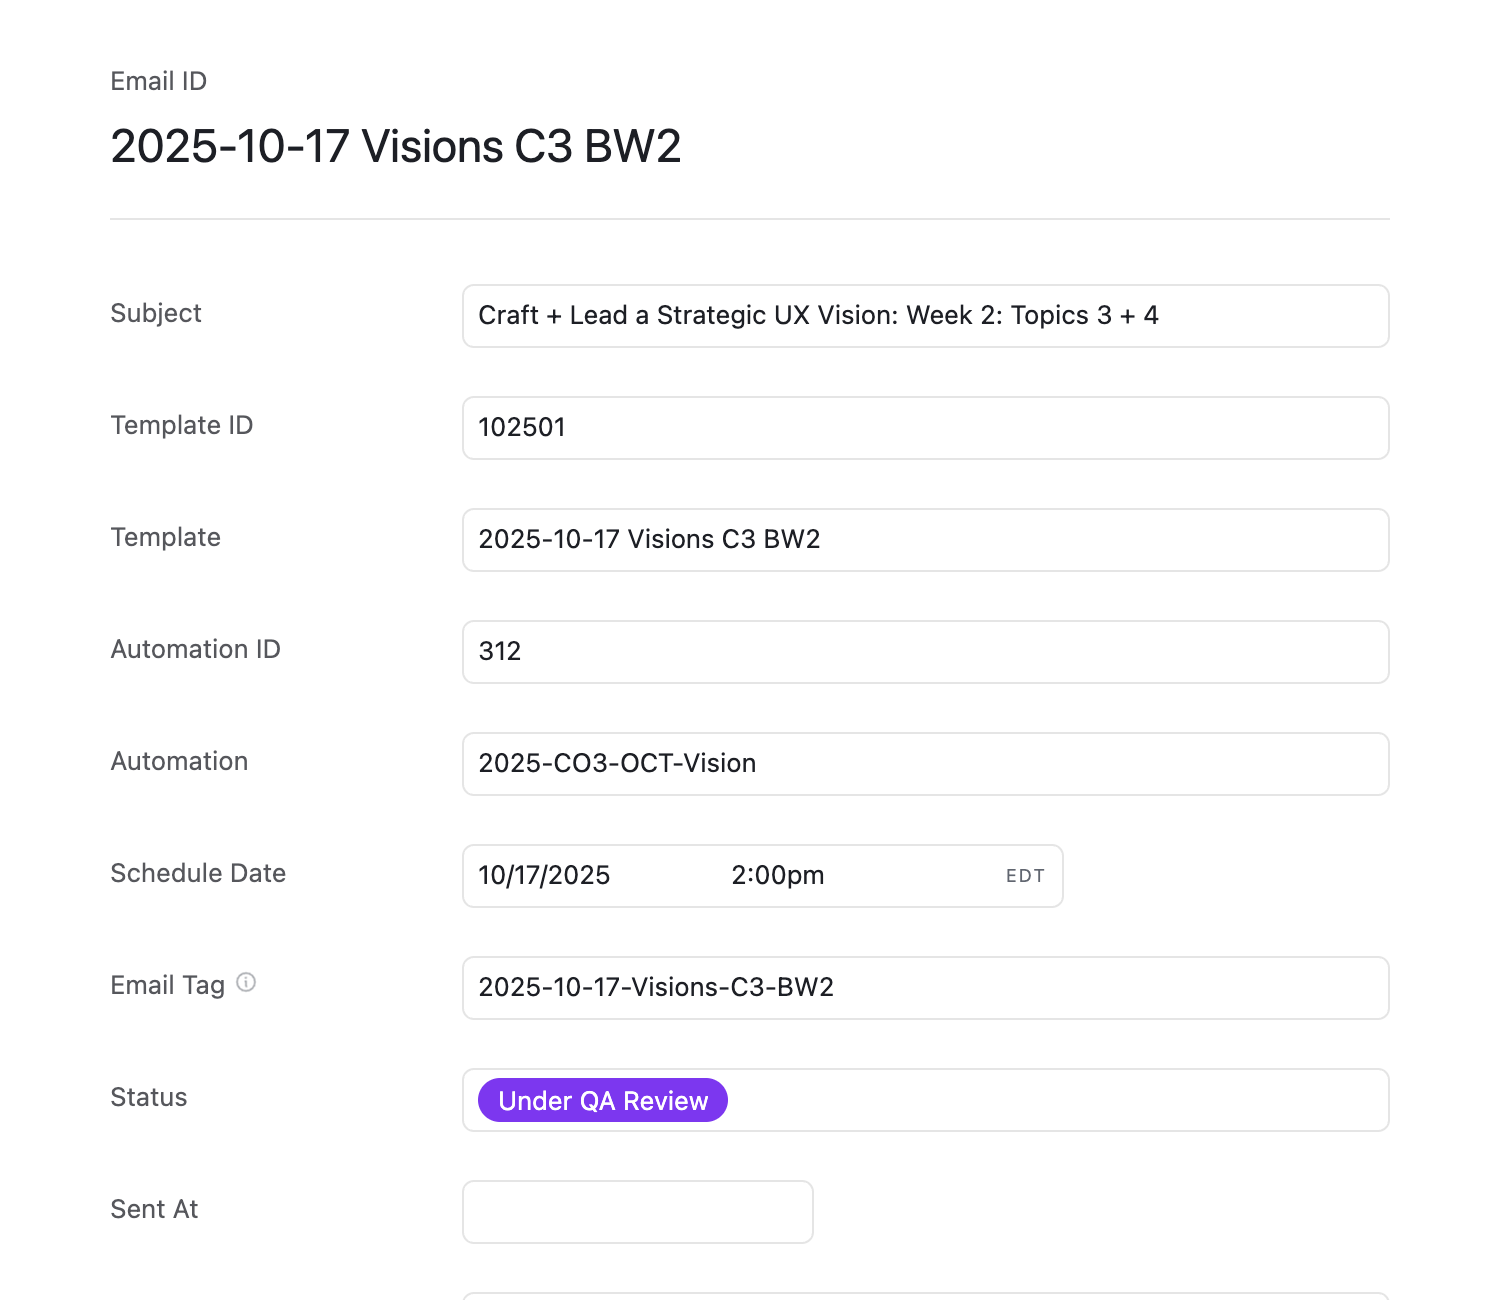 Email ID
2025-10-17 Visions C3 BW2
Subject
Craft + Lead a Strategic UX Vision: Week 2: Topics 3 + 4
Template ID
102501
Template
2025-10-17 Visions C3 BW2
Automation ID
312
Automation
2025-CO3-OCT-Vision
Schedule Date
10/17/2025 2:00pm EDT
Email Tag
2025-10-17-Visions-C3-BW2
Status
Under QA Review
Sent At